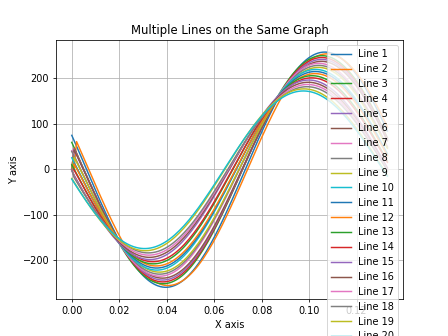 Multiple Lines on the Same Graph
Y axis
200
100
0
−100
−200
0.00
0.02
0.04
0.06
0.08
0.10
X axis
Line 1
Line 2
Line 3
Line 4
Line 5
Line 6
Line 7
Line 8
Line 9
Line 10
Line 11
Line 12
Line 13
Line 14
Line 15
Line 16
Line 17
Line 18
Line 19
Line 20